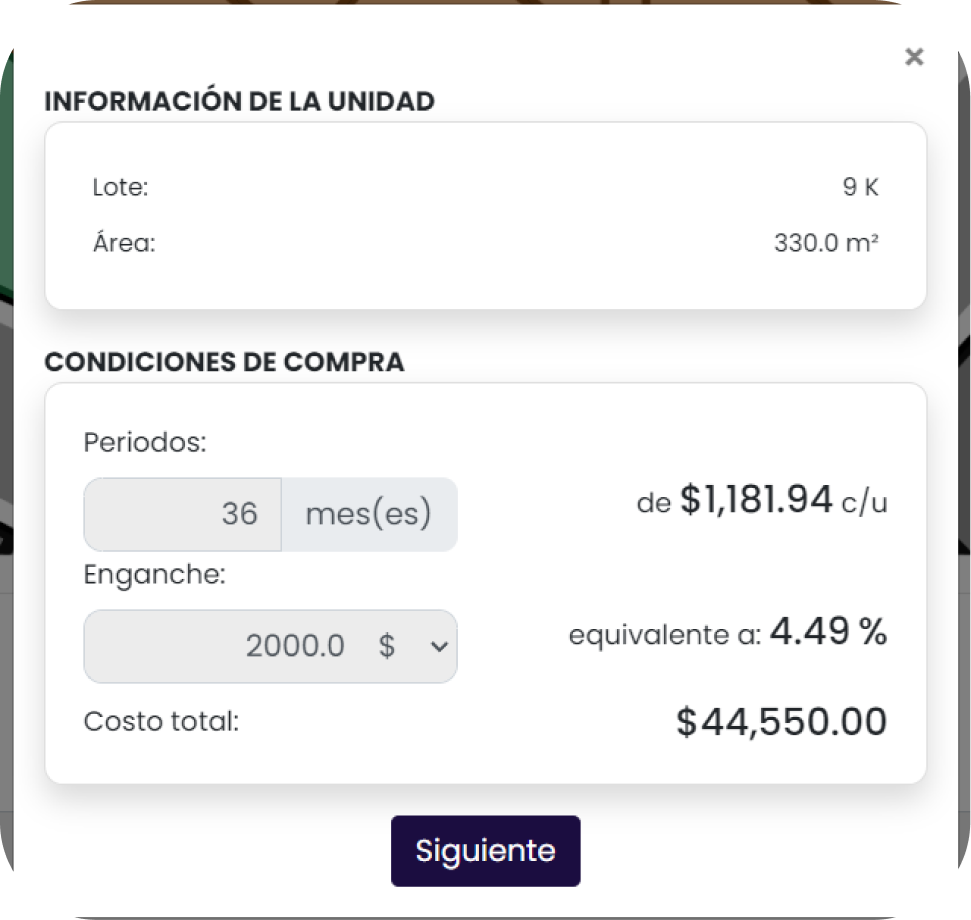 ×
INFORMACIÓN DE LA UNIDAD
Lote: 9 K
Área: 330.0 m²
CONDICIONES DE COMPRA
Periodos:
36 mes(es) de $1,181.94 c/u
Enganche:
2000.0 $ equivalente a: 4.49 %
Costo total: $44,550.00
Siguiente